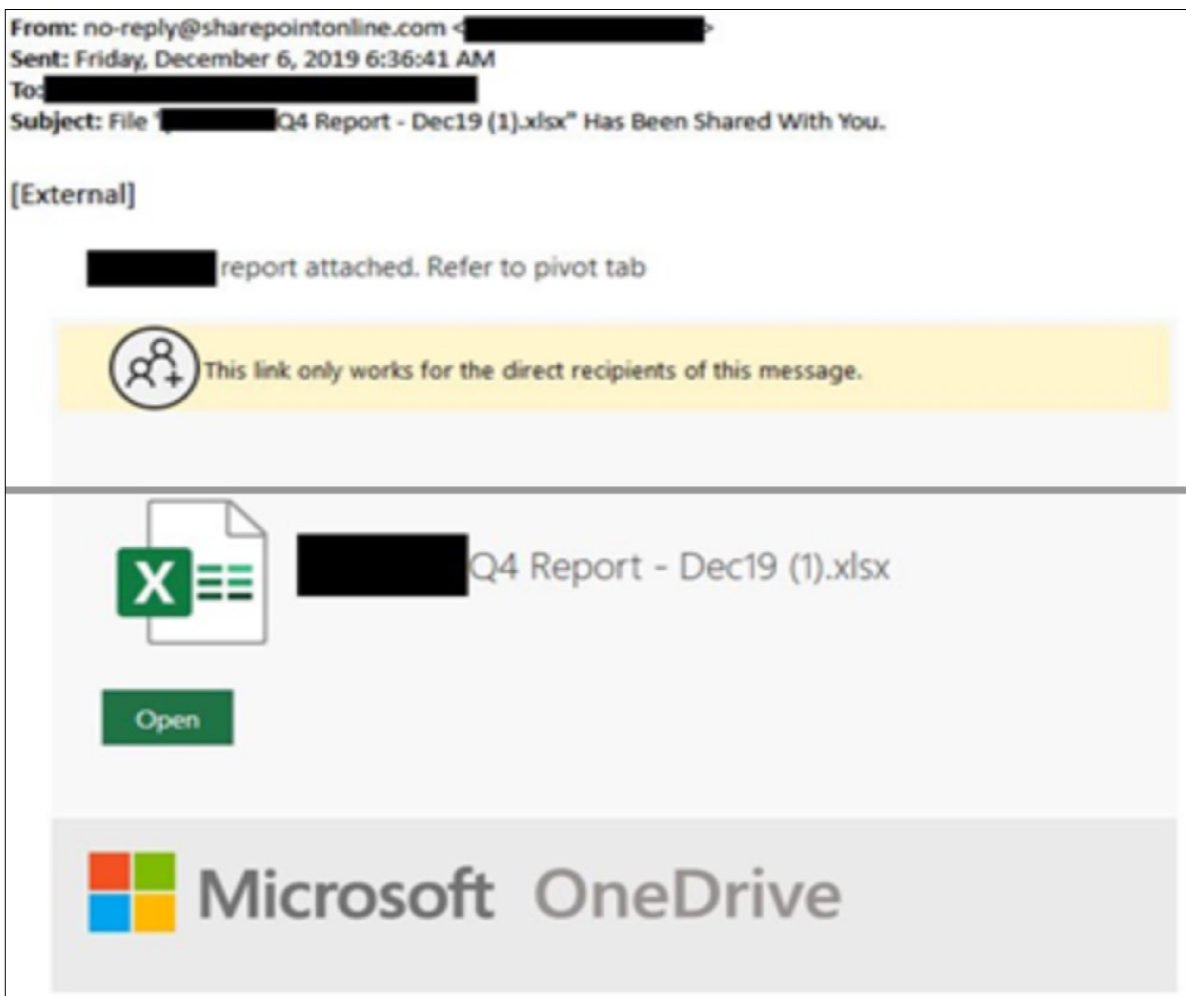 From: no-reply@sharepointonline.com < >
Sent: Friday, December 6, 2019 6:36:41 AM
To:
Subject: File " Q4 Report - Dec19 (1).xlsx" Has Been Shared With You.
[External]
report attached. Refer to pivot tab
This link only works for the direct recipients of this message.
X
Q4 Report - Dec19 (1).xlsx
Open
Microsoft OneDrive